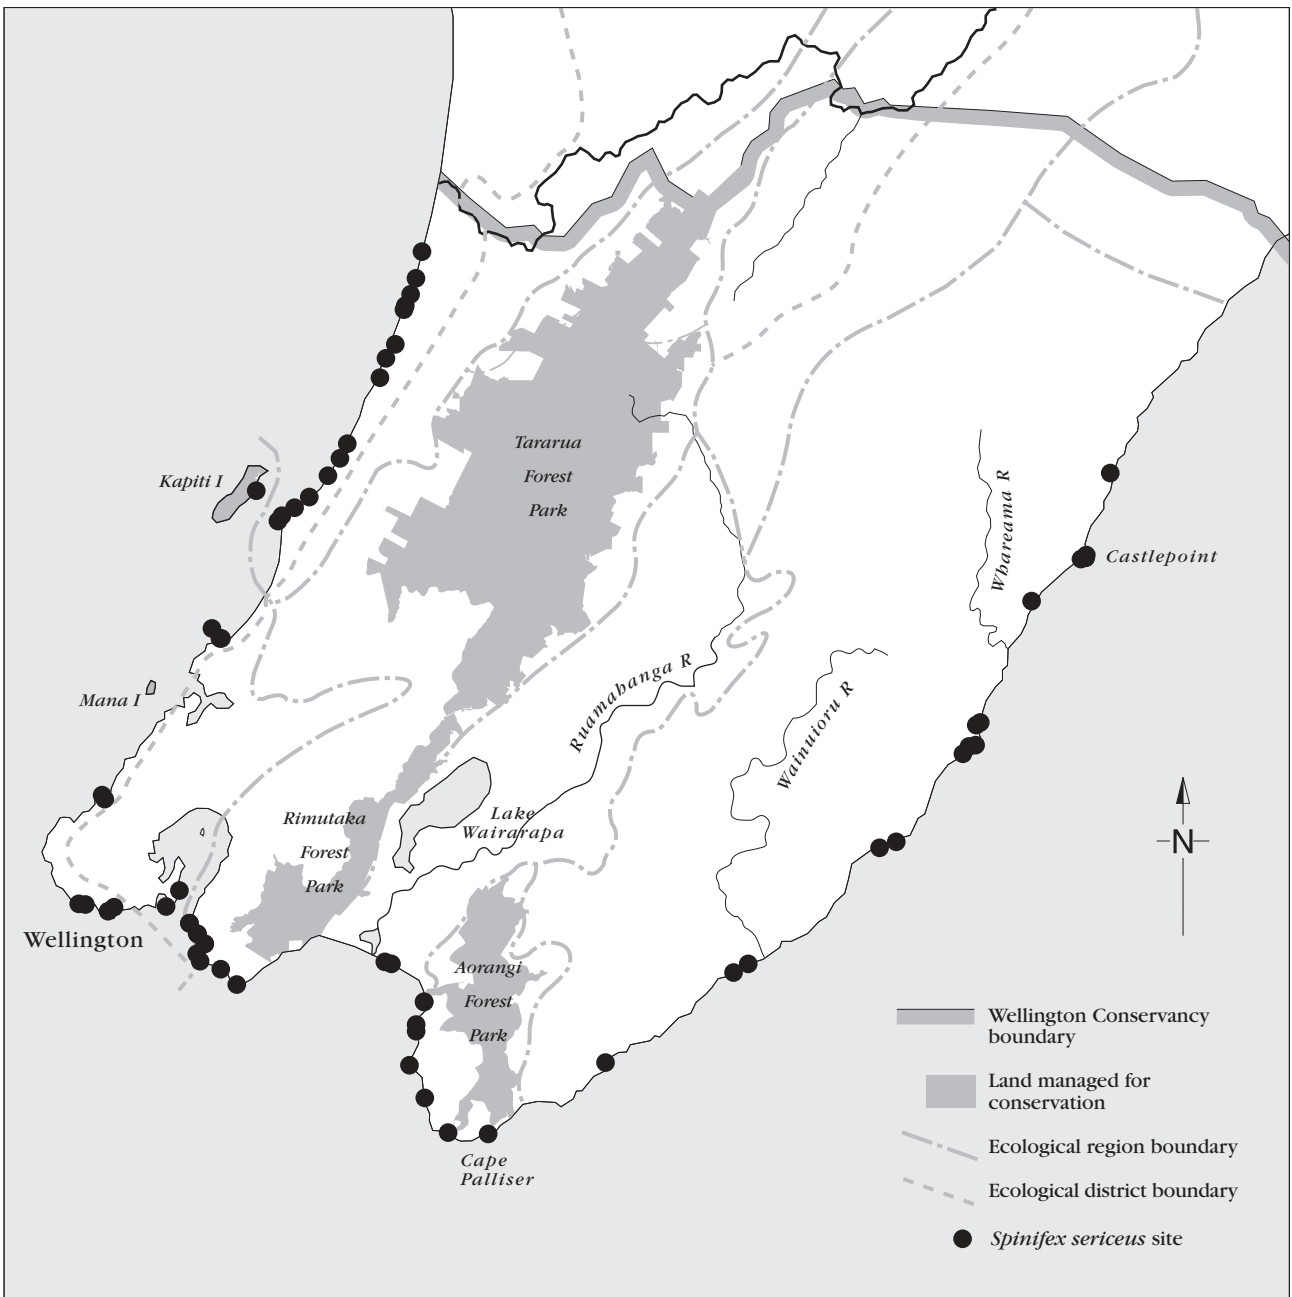 Tararua
Forest
Park
Kapiti I
Whareama R
Castlepoint
Ruamahanga R
Mana I
Wainuioru R
Lake
Wairarapa
Rimutaka
Forest
Park
N
Wellington
Aorangi
Forest
Park
Cape
Palliser
Wellington Conservancy
boundary
Land managed for
conservation
Ecological region boundary
Ecological district boundary
Spinifex sericeus site